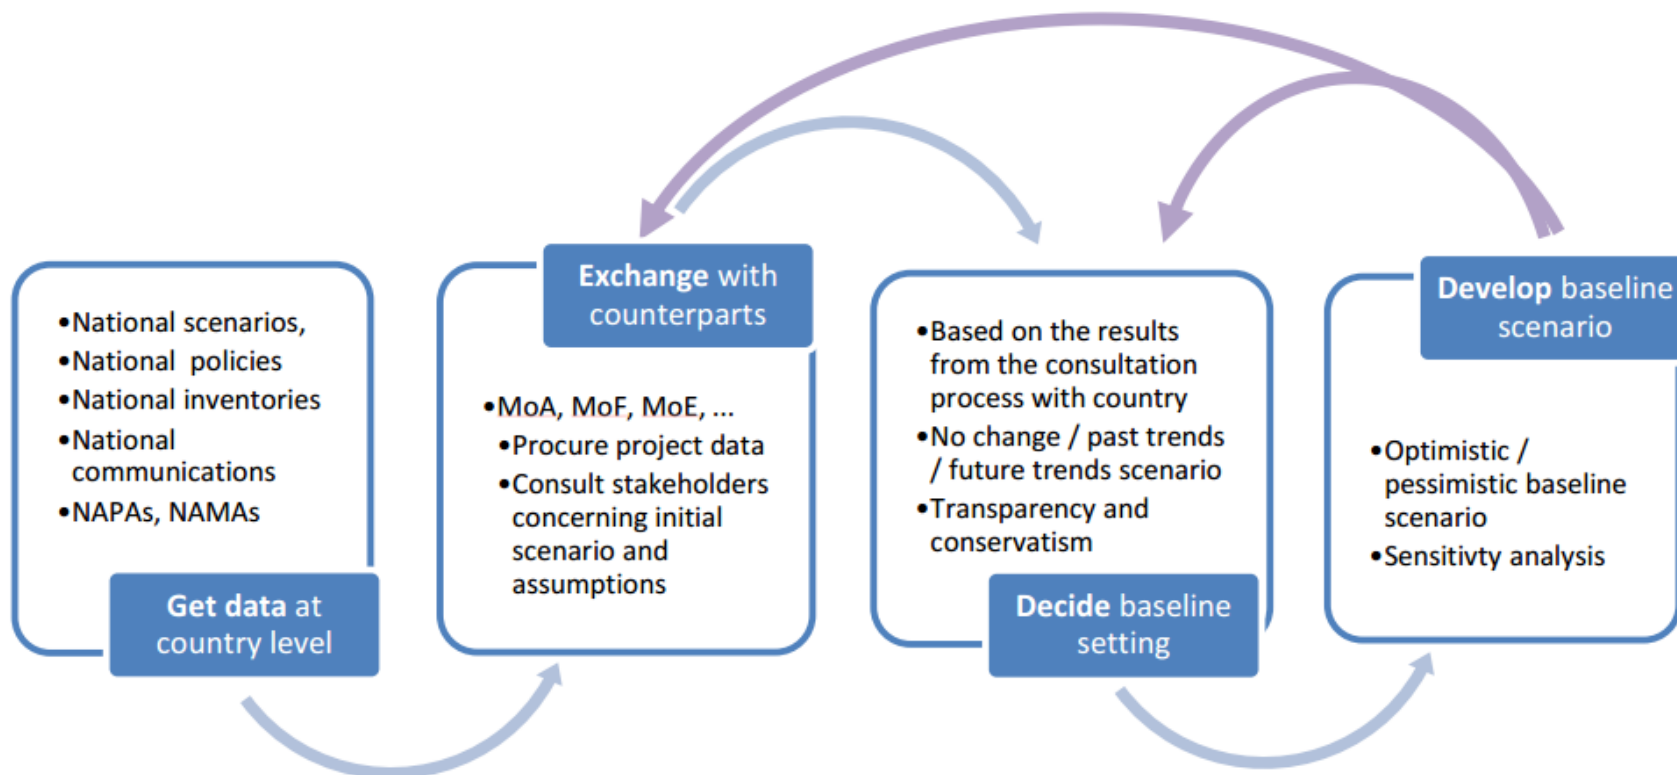 •National scenarios,
•National policies
•National inventories
•National
communications
•NAPAs, NAMAs
Get data at
country level
Exchange with
counterparts
•MoA, MoF, MoE, ...
•Procure project data
•Consult stakeholders
concerning initial
scenario and
assumptions
•Based on the results
from the consultation
process with country
•No change / past trends
/ future trends scenario
•Transparency and
conservatism
Decide baseline
setting
Develop baseline
scenario
•Optimistic /
pessimistic baseline
scenario
•Sensitivty analysis